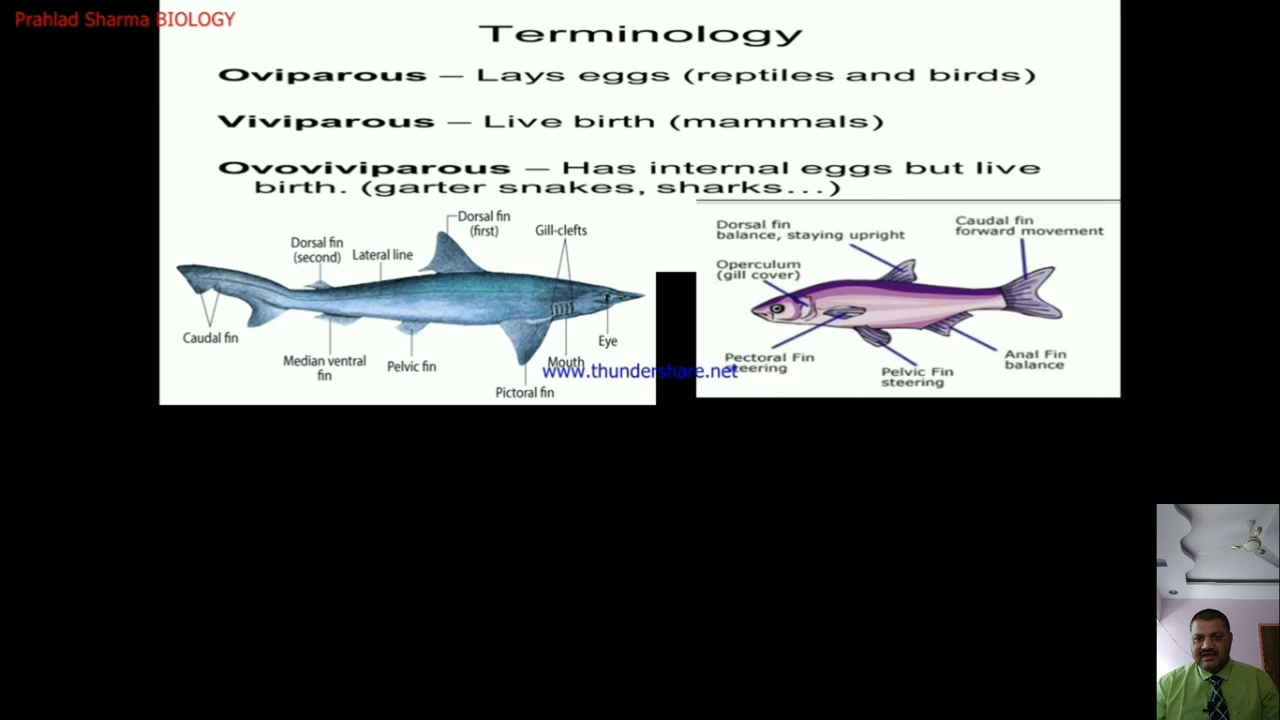 Prahlad Sharma BIOLOGY
Terminology
Oviparous – Lays eggs (reptiles and birds)
Viviparous – Live birth (mammals)
Ovoviviparous – Has internal eggs but live
birth. (garter snakes, sharks…)
Dorsal fin
(first)
Gill-clefts
Dorsal fin
(second)
Lateral line
Caudal fin
Median ventral
fin
Pelvic fin
Eye
Mouth
Pictoral fin
www.thundershare.net
Dorsal fin
balance, staying upright
Caudal fin
forward movement
Operculum
(gill cover)
Pectoral Fin
steering
Pelvic Fin
steering
Anal Fin
balance